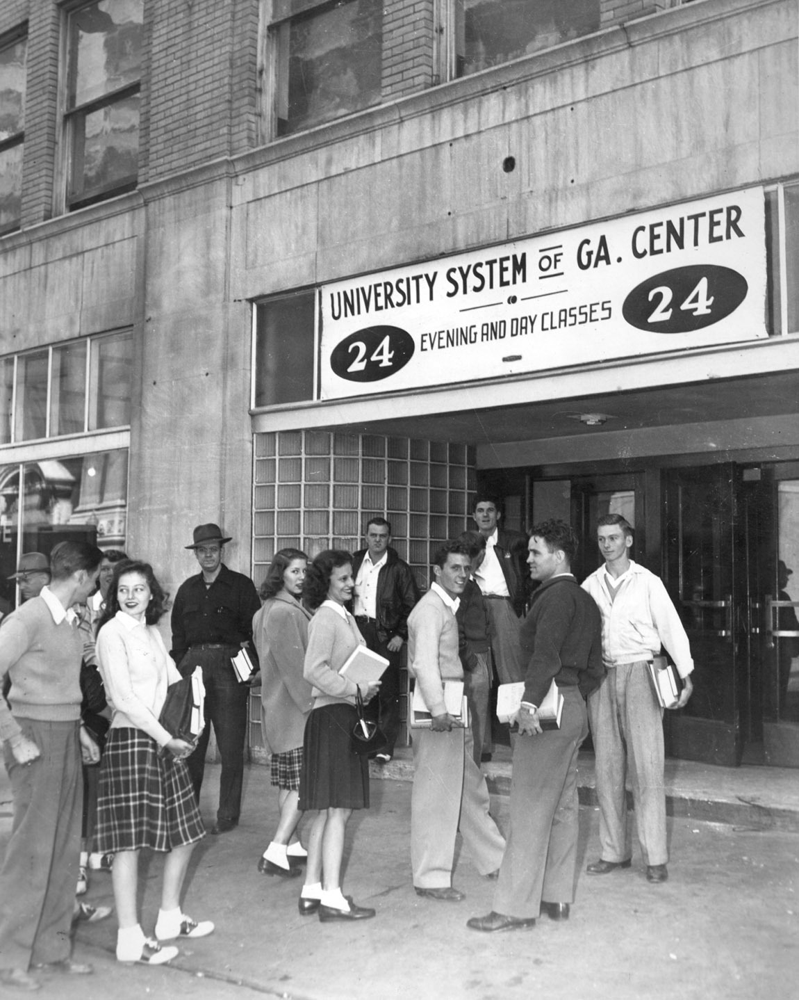 UNIVERSITY SYSTEM OF GA. CENTER
24 EVENING AND DAY CLASSES 24
E